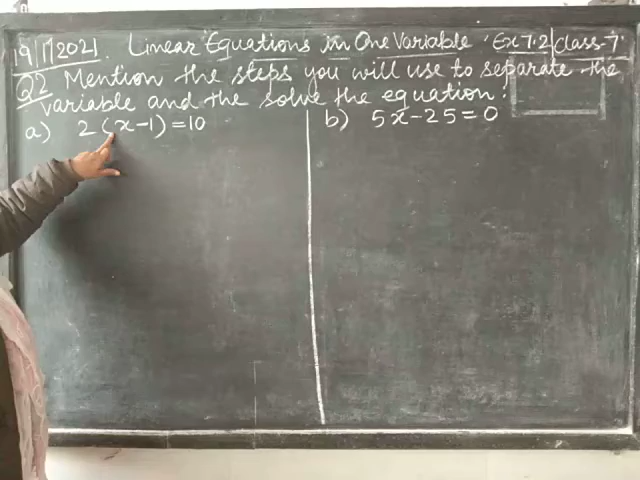 19/1/2021. Linear Equations in One Variable 'Ex 7.2 class-7'
Q2 Mention the steps you will use to separate the
variable and the solve the equation?
a) 2(x-1)=10
b) 5x-25=0